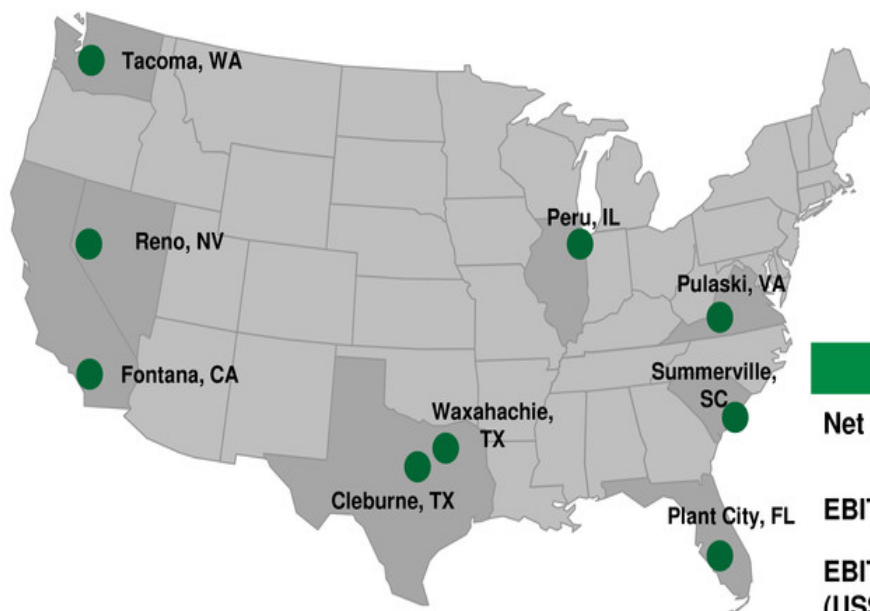 Tacoma, WA
Peru, IL
Reno, NV
Pulaski, VA
Fontana, CA
Summerville,
SC
Waxahachie,
TX
Cleburne, TX
Plant City, FL
Net
EBIT
EBIT
(US$